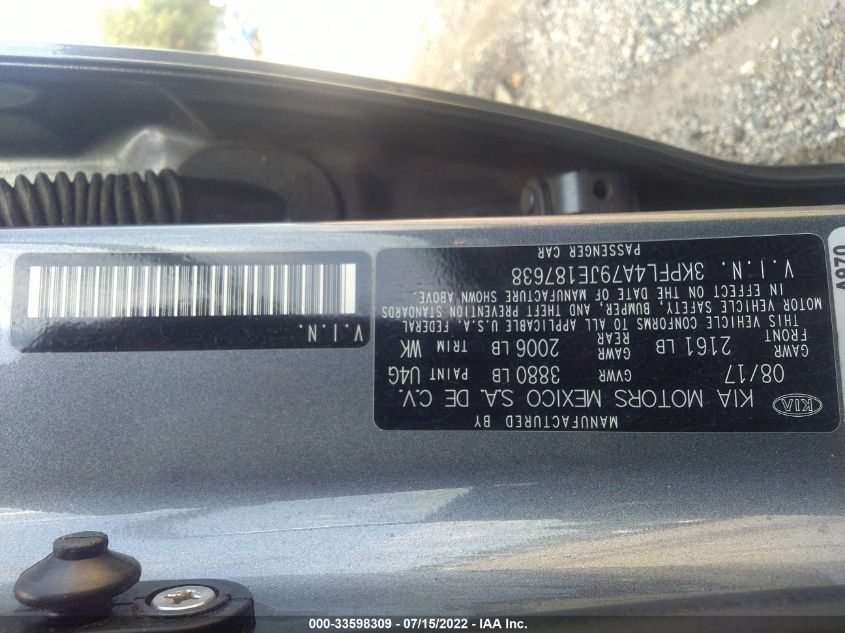 MANUFACTURED BY
KIA KIA MOTORS MEXICO S.A. DE C.V.
08/17 GVWR 3880 LB PAINT U4G
GAWR FRONT 2161 LB GAWR REAR 2006 LB TRIM WK
THIS VEHICLE CONFORMS TO ALL APPLICABLE U.S.A. FEDERAL
MOTOR VEHICLE SAFETY, BUMPER, AND THEFT PREVENTION STANDARDS
IN EFFECT ON THE DATE OF MANUFACTURE SHOWN ABOVE.
V.I.N. 3KPFL4A79JE187638
PASSENGER CAR
V.I.N.
A970
000-33598309 - 07/15/2022 - IAA Inc.